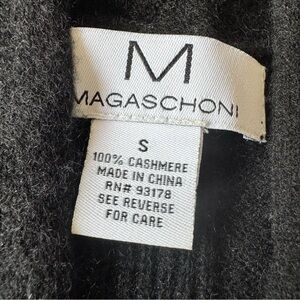 M
MAGASCHONI
S
100% CASHMERE
MADE IN CHINA
RN# 93178
SEE REVERSE
FOR CARE